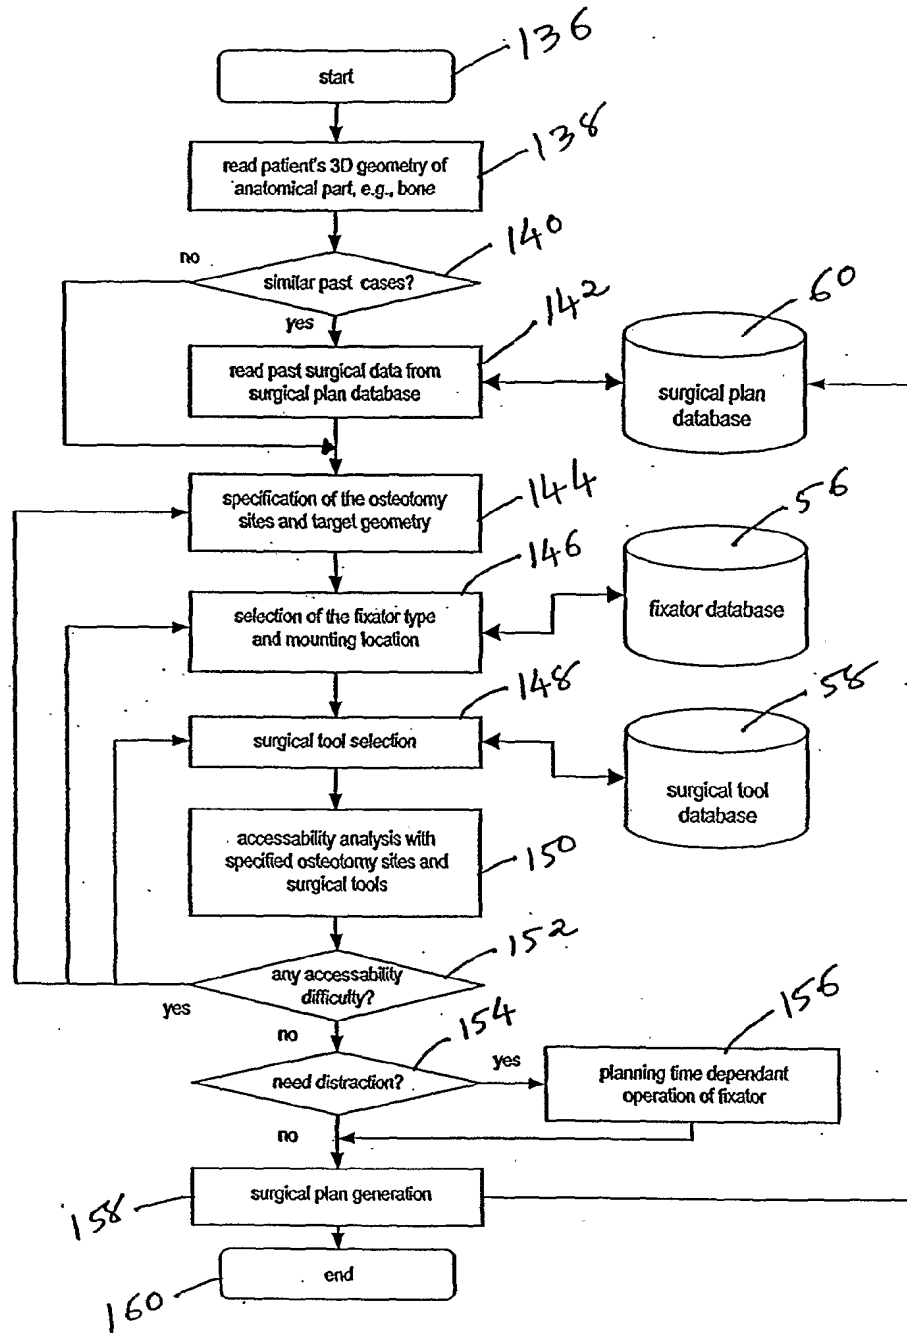 136
start
138
read patient's 3D geometry of
anatomical part, e.g., bone
140
no
similar past cases?
yes
142
read past surgical data from
surgical plan database
60
surgical plan
database
144
specification of the osteotomy
sites and target geometry
56
fixator database
146
selection of the fixator type
and mounting location
148
surgical tool selection
58
surgical tool
database
150
accessability analysis with
specified osteotomy sites and
surgical tools
152
any accessability
difficulty?
yes
no
154
need distraction?
yes
156
planning time dependant
operation of fixator
no
158
surgical plan generation
160
end